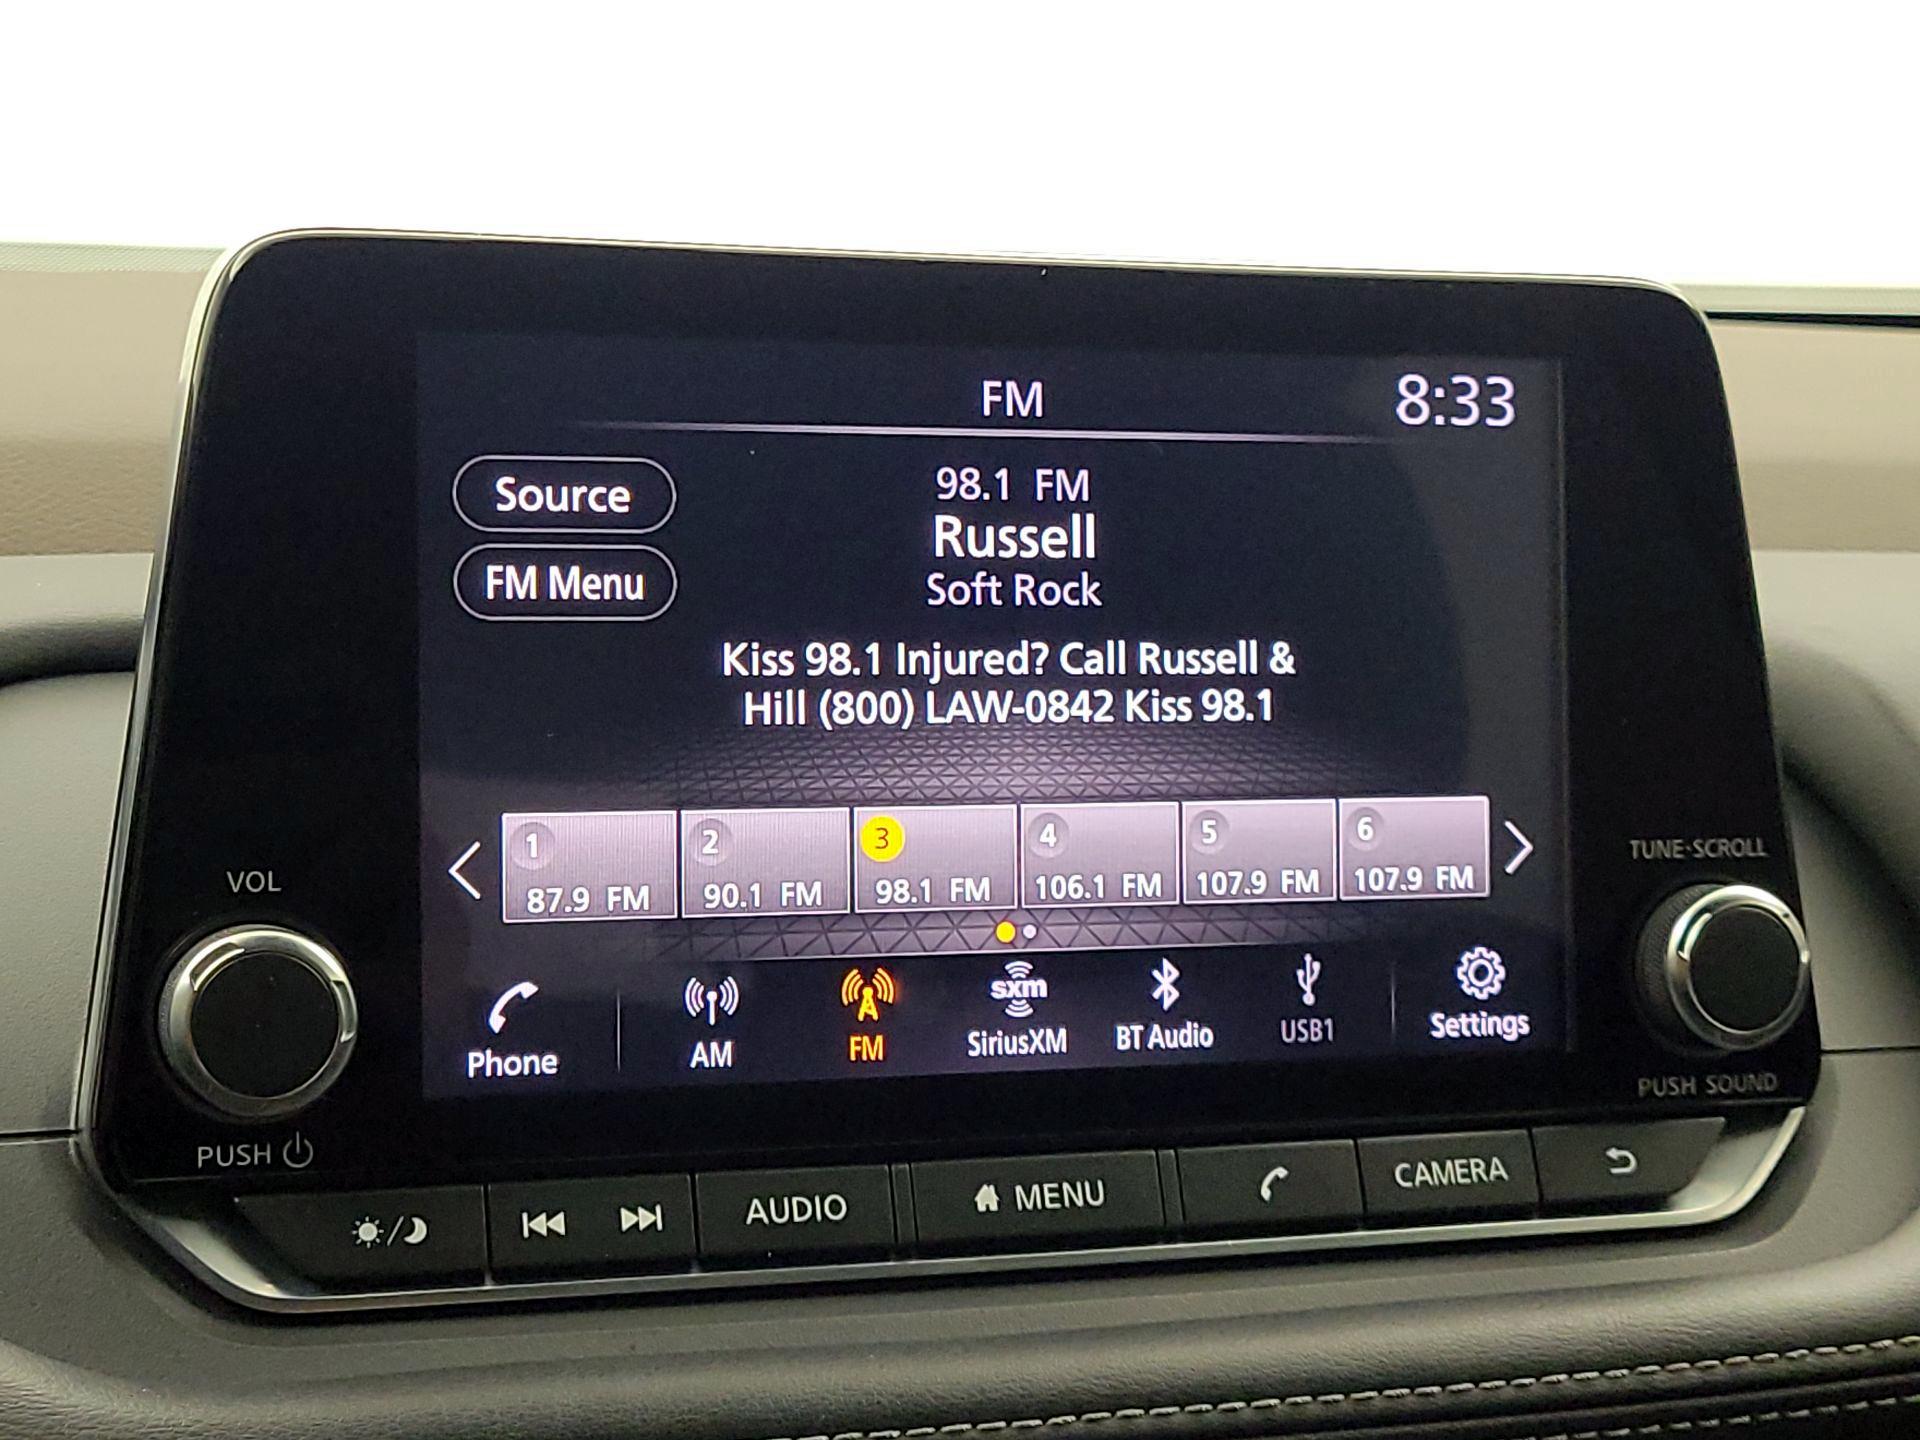 FM
8:33
Source
98.1 FM
Russell
FM Menu
Soft Rock
Kiss 98.1 Injured? Call Russell &
Hill (800) LAW-0842 Kiss 98.1
1 2 3 4 5 6
87.9 FM 90.1 FM 98.1 FM 106.1 FM 107.9 FM 107.9 FM
VOL
TUNE·SCROLL
sxm
Phone AM FM SiriusXM BT Audio USB1 Settings
PUSH
PUSH SOUND
AUDIO
MENU
CAMERA